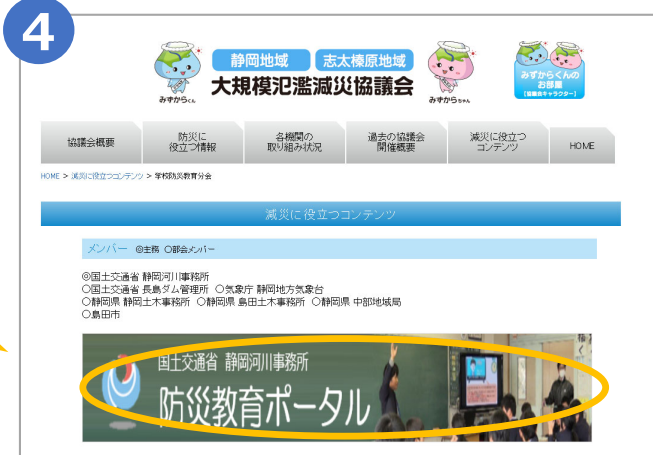 4
静岡地域 志太榛原地域
大規模氾濫減災協議会
みずからくん
みずからちゃん
みずからくんの
お部屋
【協議会キャラクター】
協議会概要
防災に
役立つ情報
各機関の
取り組み状況
過去の協議会
開催概要
減災に役立つ
コンテンツ
HOME
HOME > 減災に役立つコンテンツ > 学校防災教育分会
減災に役立つコンテンツ
メンバー ◎主務 〇部会メンバー
◎国土交通省 静岡河川事務所
〇国土交通省 長島ダム管理所 〇気象庁 静岡地方気象台
〇静岡県 静岡土木事務所 〇静岡県 島田土木事務所 〇静岡県 中部地域局
〇島田市
国土交通省 静岡河川事務所
防災教育ポータル